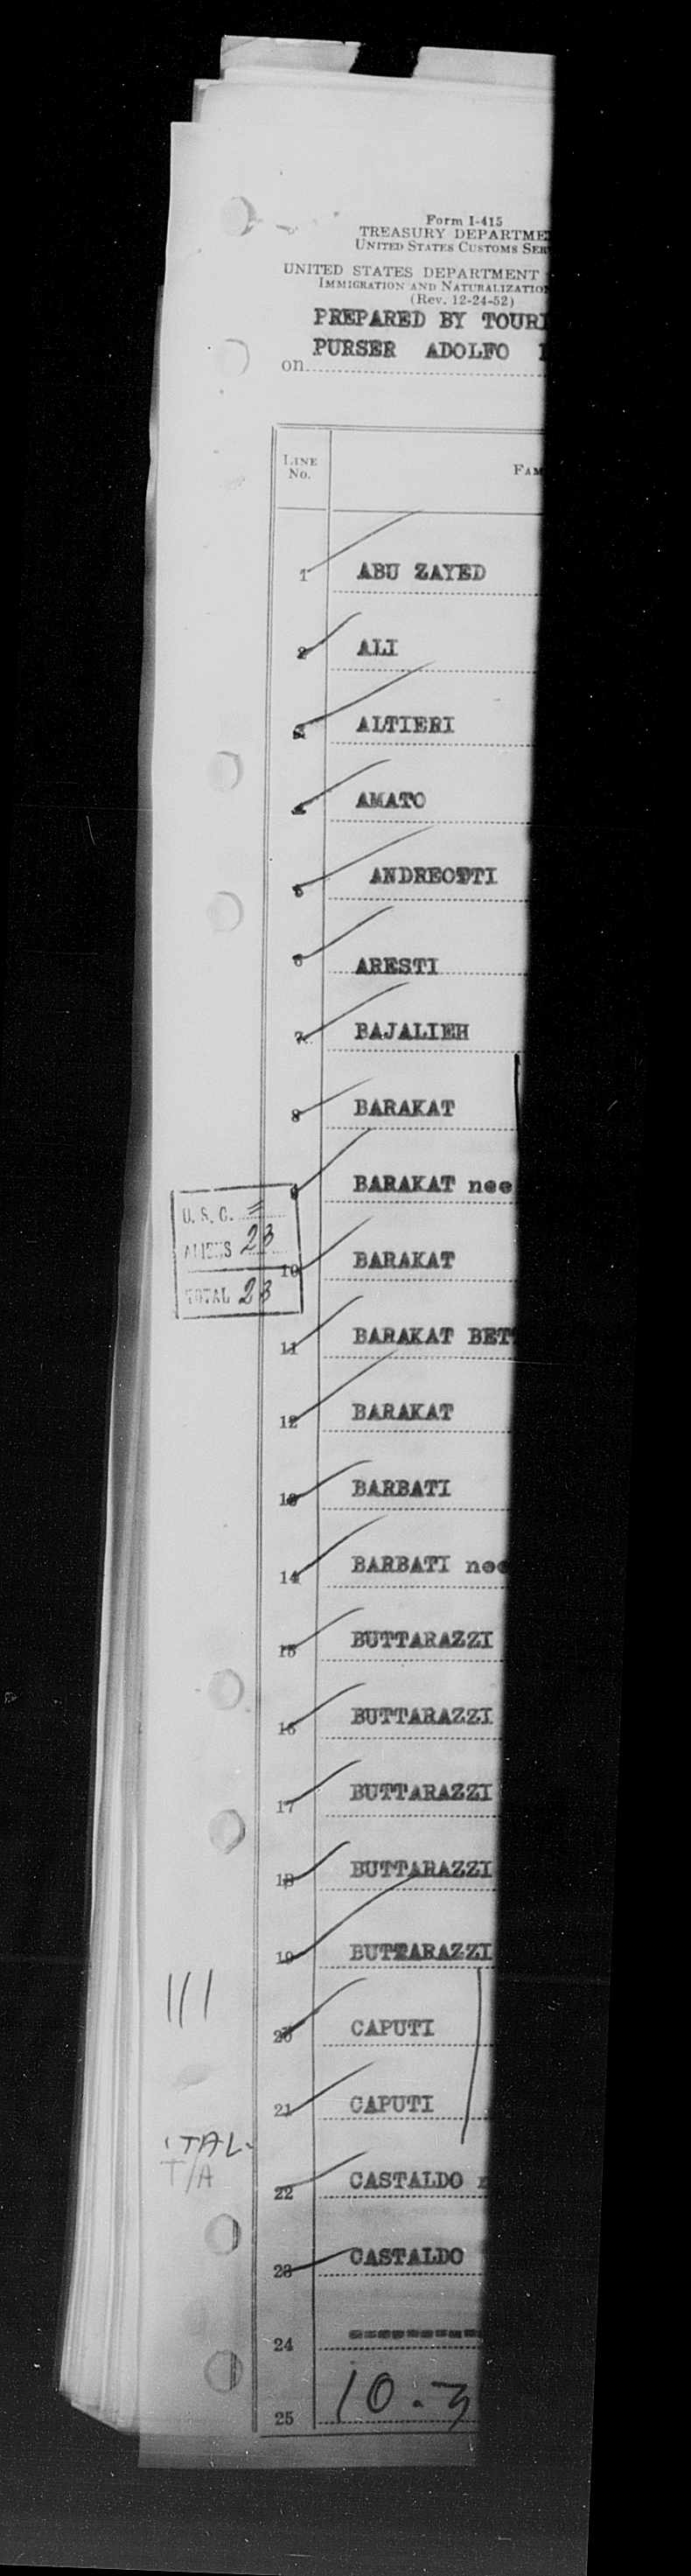 Form I-415
TREASURY DEPARTME
UNITED STATES CUSTOMS SER
UNITED STATES DEPARTMENT
IMMIGRATION AND NATURALIZATION
(Rev. 12-24-52)
PREPARED BY TOURI
PURSER ADOLFO
on
LINE No. FAM
1 ABU ZAYED
2 ALI
3 ALTIERI
4 AMATO
5 ANDREOTTI
6 ARESTI
7 BAJALIEH
8 BARAKAT
9 BARAKAT nee
10 BARAKAT
11 BARAKAT BET
12 BARAKAT
13 BARBATI
14 BARBATI nee
15 BUTTARAZZI
16 BUTTARAZZI
17 BUTTARAZZI
18 BUTTARAZZI
19 BUTTARAZZI
20 CAPUTI
21 CAPUTI
22 CASTALDO
23 CASTALDO
24
25 10.
U. S. C. =
ALIENS 23
TOTAL 23
111
ITAL.
T/A